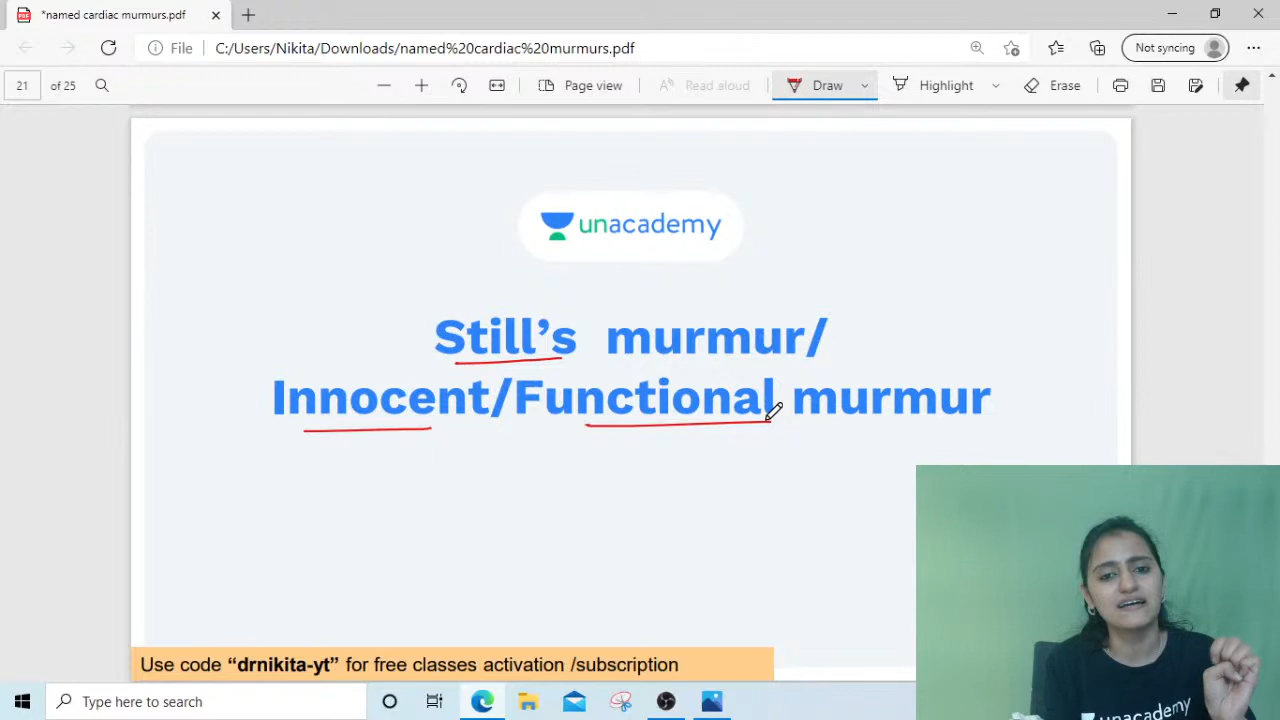 *named cardiac murmurs.pdf
File C:/Users/Nikita/Downloads/named%20cardiac%20murmurs.pdf
Not syncing
21 of 25
Page view
Read aloud
Draw
Highlight
Erase
unacademy
Still's murmur/
Innocent/Functional murmur
Use code “drnikita-yt” for free classes activation /subscription
unacademy
Type here to search